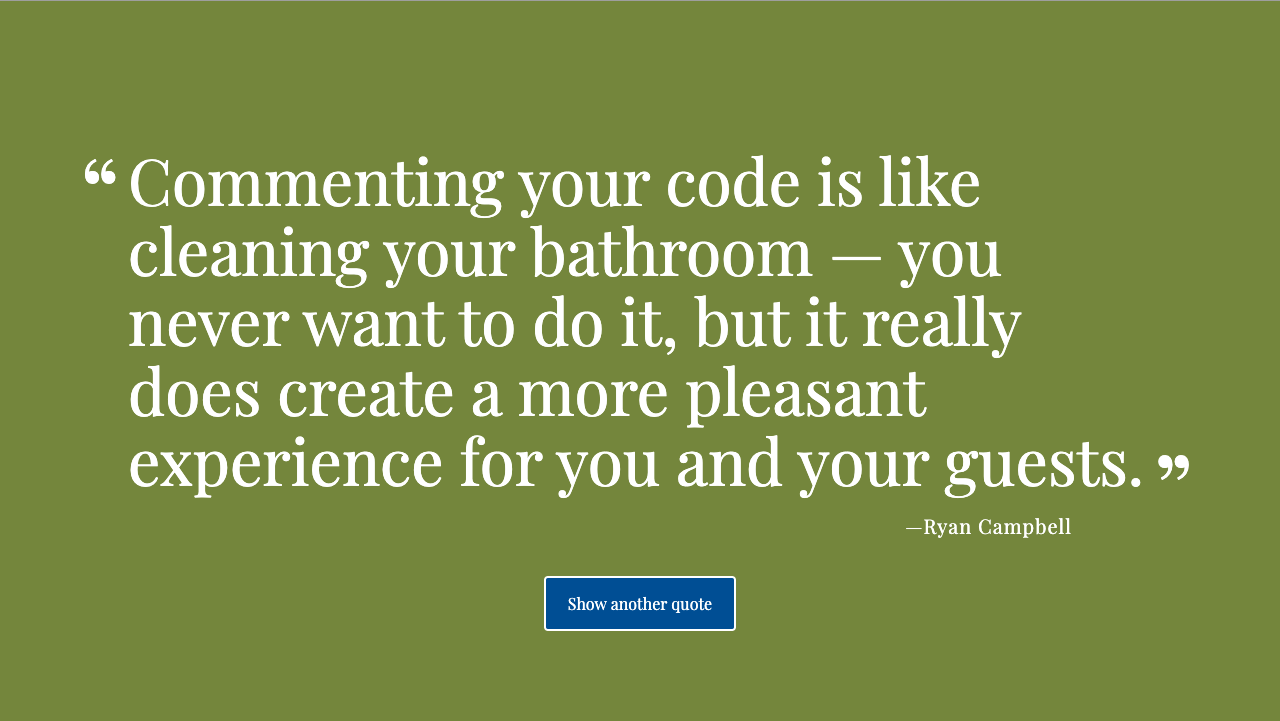 “ Commenting your code is like
cleaning your bathroom — you
never want to do it, but it really
does create a more pleasant
experience for you and your guests. ”
—Ryan Campbell
Show another quote